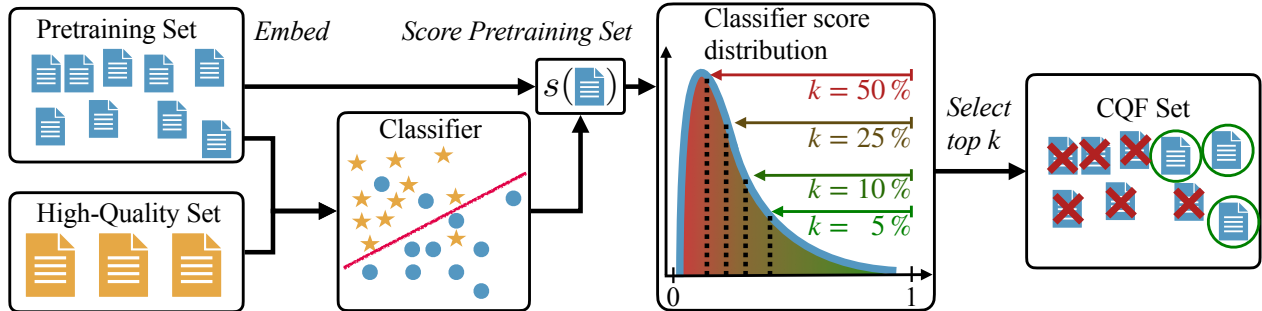 Pretraining Set
Embed
High-Quality Set
Classifier
Score Pretraining Set
s( )
Classifier score
distribution
k = 50 %
k = 25 %
k = 10 %
k = 5 %
0
1
Select
top k
CQF Set